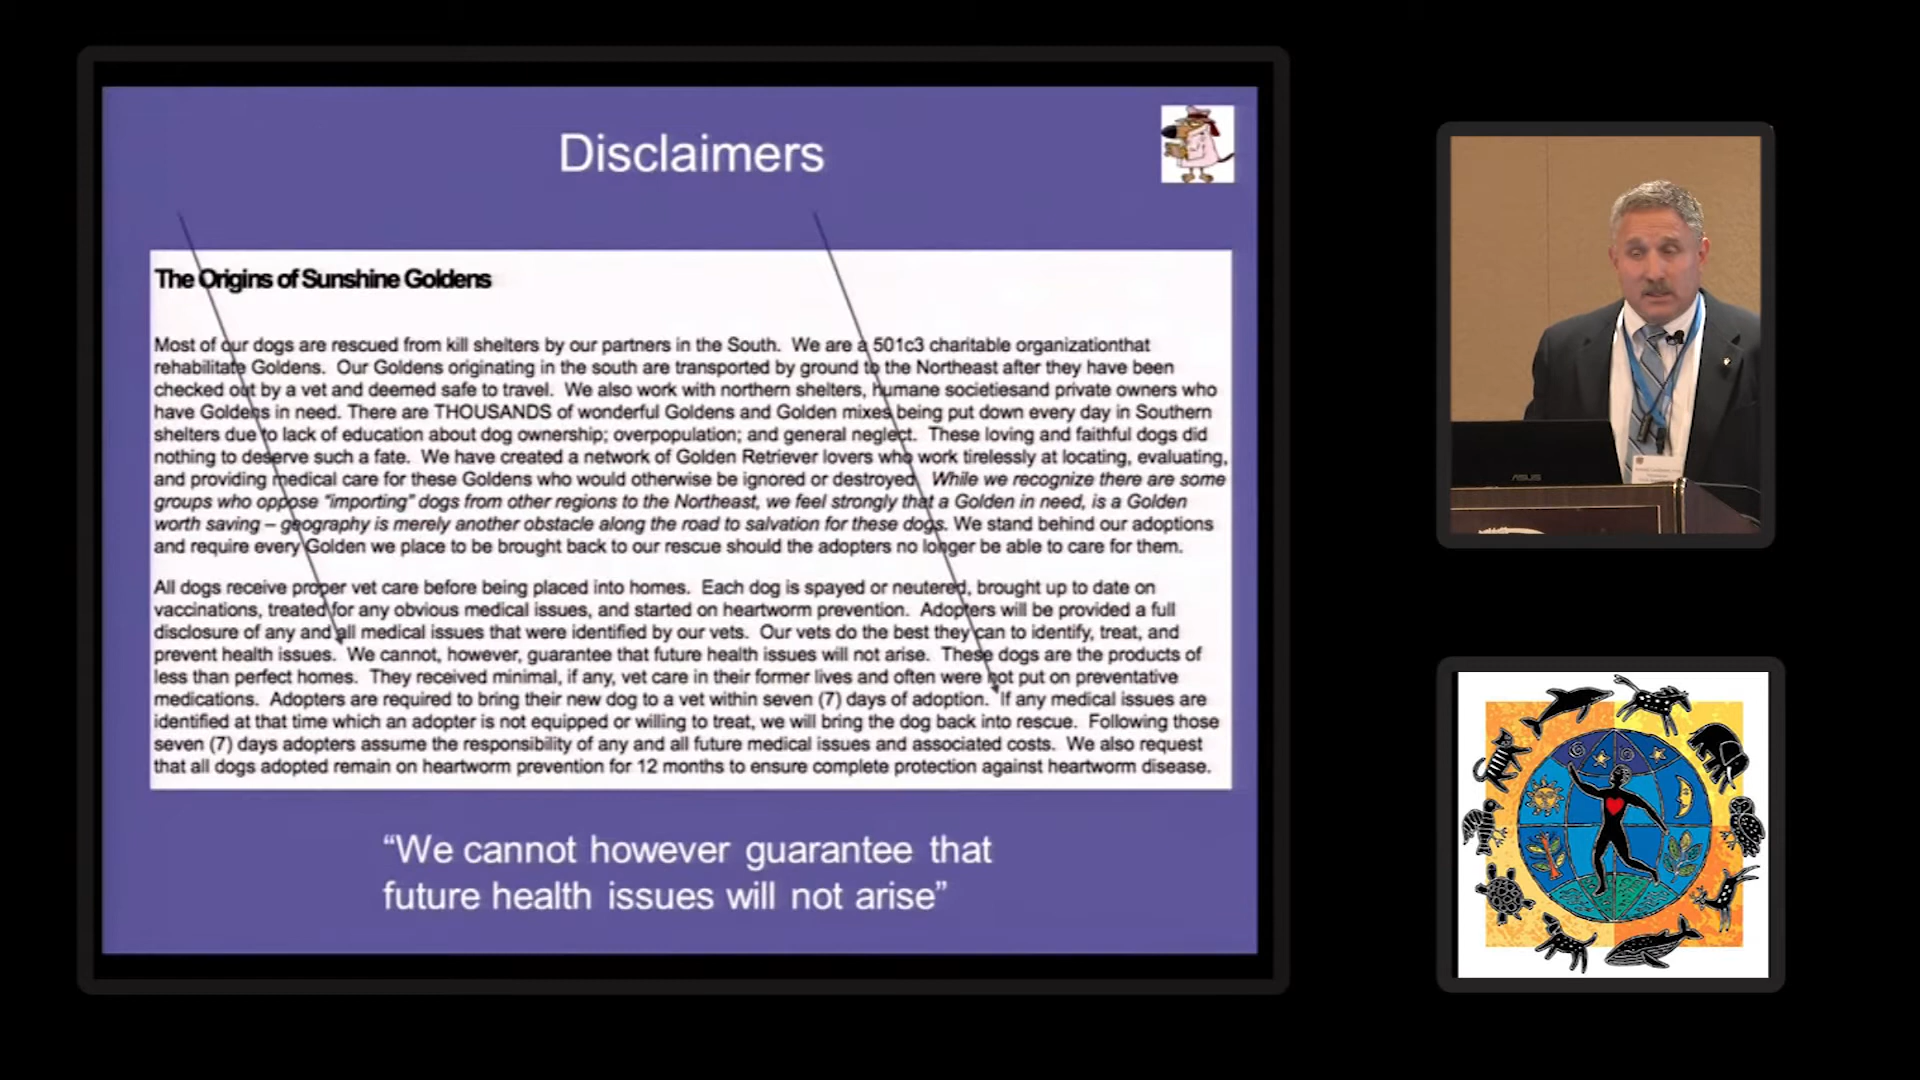 Disclaimers
The Origins of Sunshine Goldens
Most of our dogs are rescued from kill shelters by our partners in the South. We are a 501c3 charitable organizationthat
rehabilitate Goldens. Our Goldens originating in the south are transported by ground to the Northeast after they have been
checked out by a vet and deemed safe to travel. We also work with northern shelters, humane societiesand private owners who
have Goldens in need. There are THOUSANDS of wonderful Goldens and Golden mixes being put down every day in Southern
shelters due to lack of education about dog ownership; overpopulation; and general neglect. These loving and faithful dogs did
nothing to deserve such a fate. We have created a network of Golden Retriever lovers who work tirelessly at locating, evaluating,
and providing medical care for these Goldens who would otherwise be ignored or destroyed. While we recognize there are some
groups who oppose “importing” dogs from other regions to the Northeast, we feel strongly that a Golden in need, is a Golden
worth saving – geography is merely another obstacle along the road to salvation for these dogs. We stand behind our adoptions
and require every Golden we place to be brought back to our rescue should the adopters no longer be able to care for them.
All dogs receive proper vet care before being placed into homes. Each dog is spayed or neutered, brought up to date on
vaccinations, treated for any obvious medical issues, and started on heartworm prevention. Adopters will be provided a full
disclosure of any and all medical issues that were identified by our vets. Our vets do the best they can to identify, treat, and
prevent health issues. We cannot, however, guarantee that future health issues will not arise. These dogs are the products of
less than perfect homes. They received minimal, if any, vet care in their former lives and often were not put on preventative
medications. Adopters are required to bring their new dog to a vet within seven (7) days of adoption. If any medical issues are
identified at that time which an adopter is not equipped or willing to treat, we will bring the dog back into rescue. Following those
seven (7) days adopters assume the responsibility of any and all future medical issues and associated costs. We also request
that all dogs adopted remain on heartworm prevention for 12 months to ensure complete protection against heartworm disease.
“We cannot however guarantee that
future health issues will not arise”
ASUS